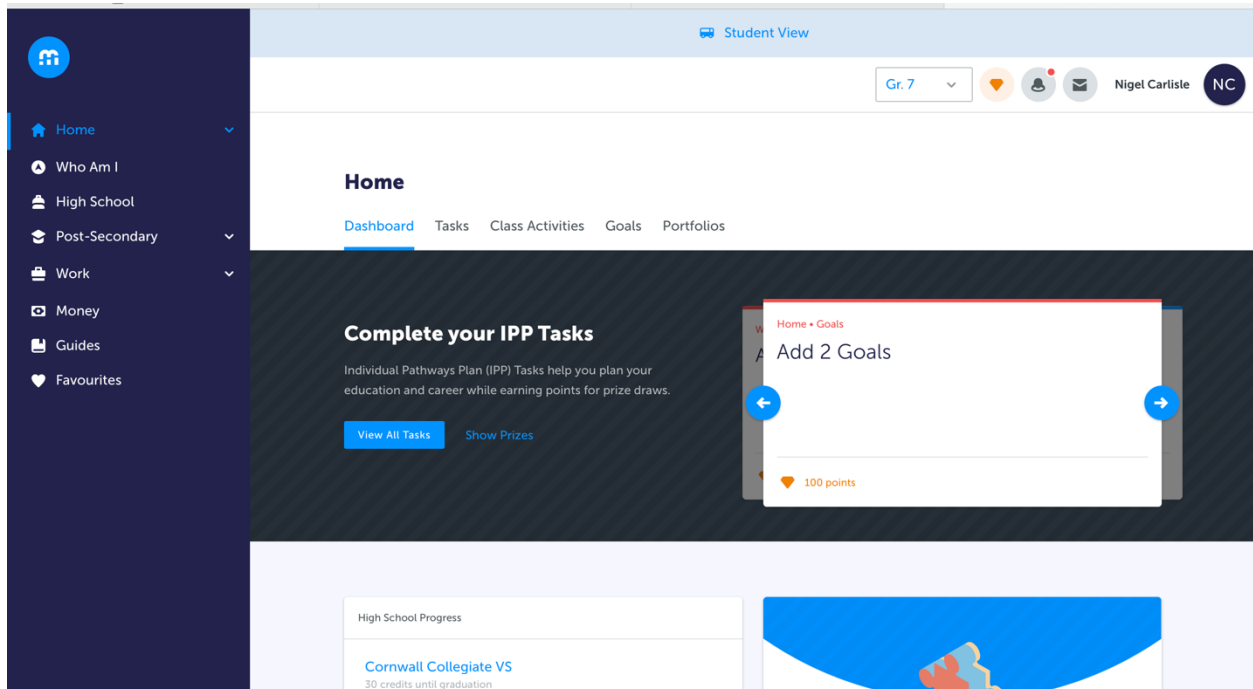 Student View
m
Gr. 7
Nigel Carlisle
NC
Home
Who Am I
High School
Post-Secondary
Work
Money
Guides
Favourites
Home
Dashboard Tasks Class Activities Goals Portfolios
Complete your IPP Tasks
Individual Pathways Plan (IPP) Tasks help you plan your
education and career while earning points for prize draws.
View All Tasks Show Prizes
Home • Goals
Add 2 Goals
100 points
High School Progress
Cornwall Collegiate VS
30 credits until graduation